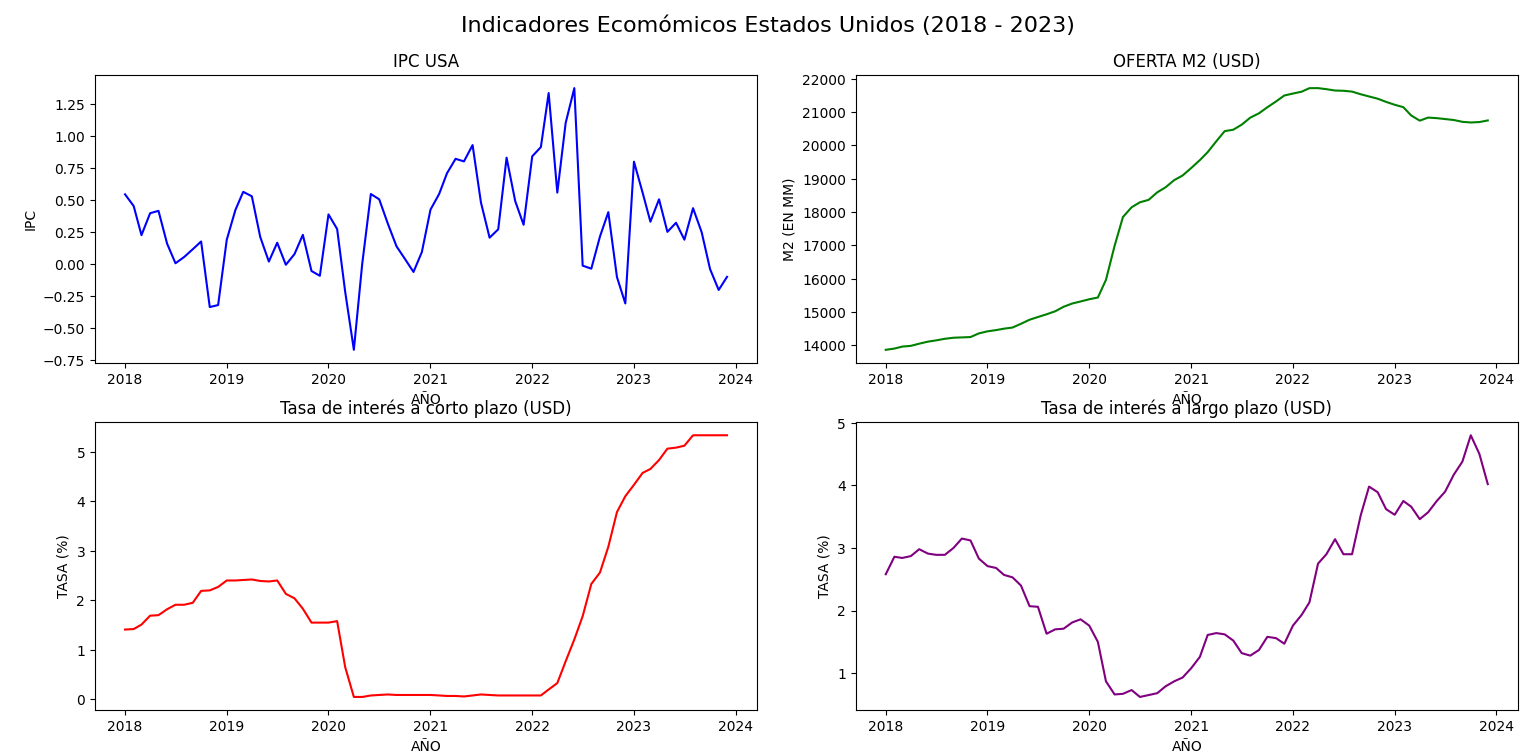 Indicadores Económicos Estados Unidos (2018 - 2023)
IPC USA
IPC
1.25
1.00
0.75
0.50
0.25
0.00
−0.25
−0.50
−0.75
2018 2019 2020 2021 2022 2023 2024
AÑO
OFERTA M2 (USD)
M2 (EN MM)
22000
21000
20000
19000
18000
17000
16000
15000
14000
2018 2019 2020 2021 2022 2023 2024
AÑO
Tasa de interés a corto plazo (USD)
TASA (%)
5
4
3
2
1
0
2018 2019 2020 2021 2022 2023 2024
AÑO
Tasa de interés a largo plazo (USD)
TASA (%)
5
4
3
2
1
2018 2019 2020 2021 2022 2023 2024
AÑO